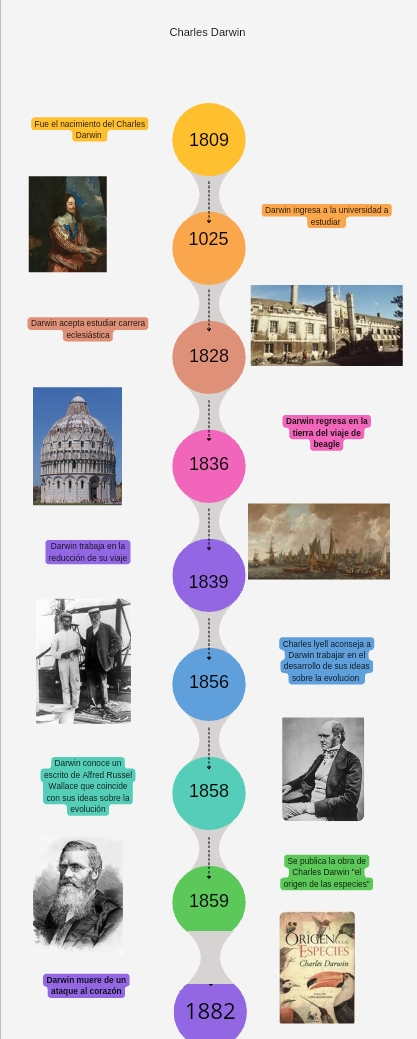 Charles Darwin
Fue el nacimiento del Charles
Darwin
1809
Darwin ingresa a la universidad a
estudiar
1025
Darwin acepta estudiar carrera
eclesiástica
1828
Darwin regresa en la
tierra del viaje de
beagle
1836
Darwin trabaja en la
reducción de su viaje
1839
Charles lyell aconseja a
Darwin trabajar en el
desarrollo de sus ideas
sobre la evolucion
1856
Darwin conoce un
escrito de Alfred Russel
Wallace que coincide
con sus ideas sobre la
evolución
1858
Se publica la obra de
Charles Darwin "el
origen de las especies"
1859
ORIGEN
ESPECIES
Charles Darwin
Darwin muere de un
ataque al corazón
1882